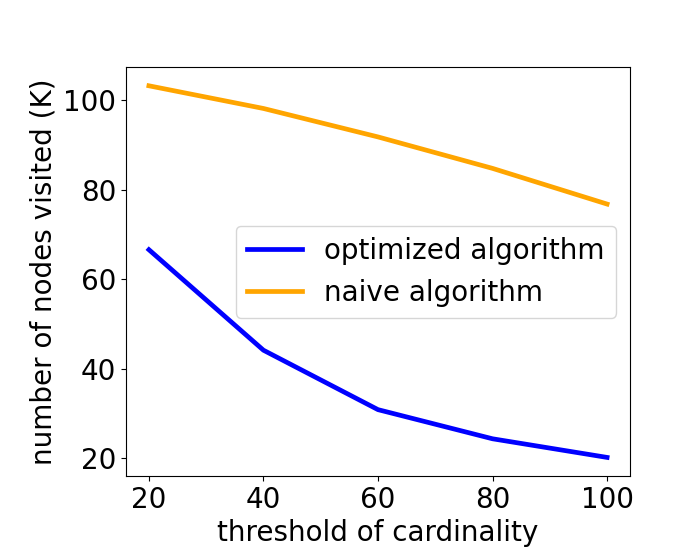 number of nodes visited (K)
100
80
60
40
20
optimized algorithm
naive algorithm
20 40 60 80 100
threshold of cardinality